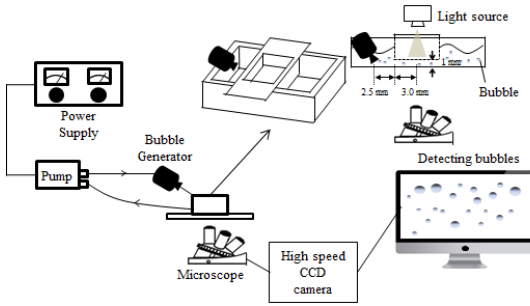 Light source
1 mm
2.5 mm
3.0 mm
Bubble
Power
Supply
Bubble
Generator
Pump
Detecting bubbles
High speed
CCD
camera
Microscope